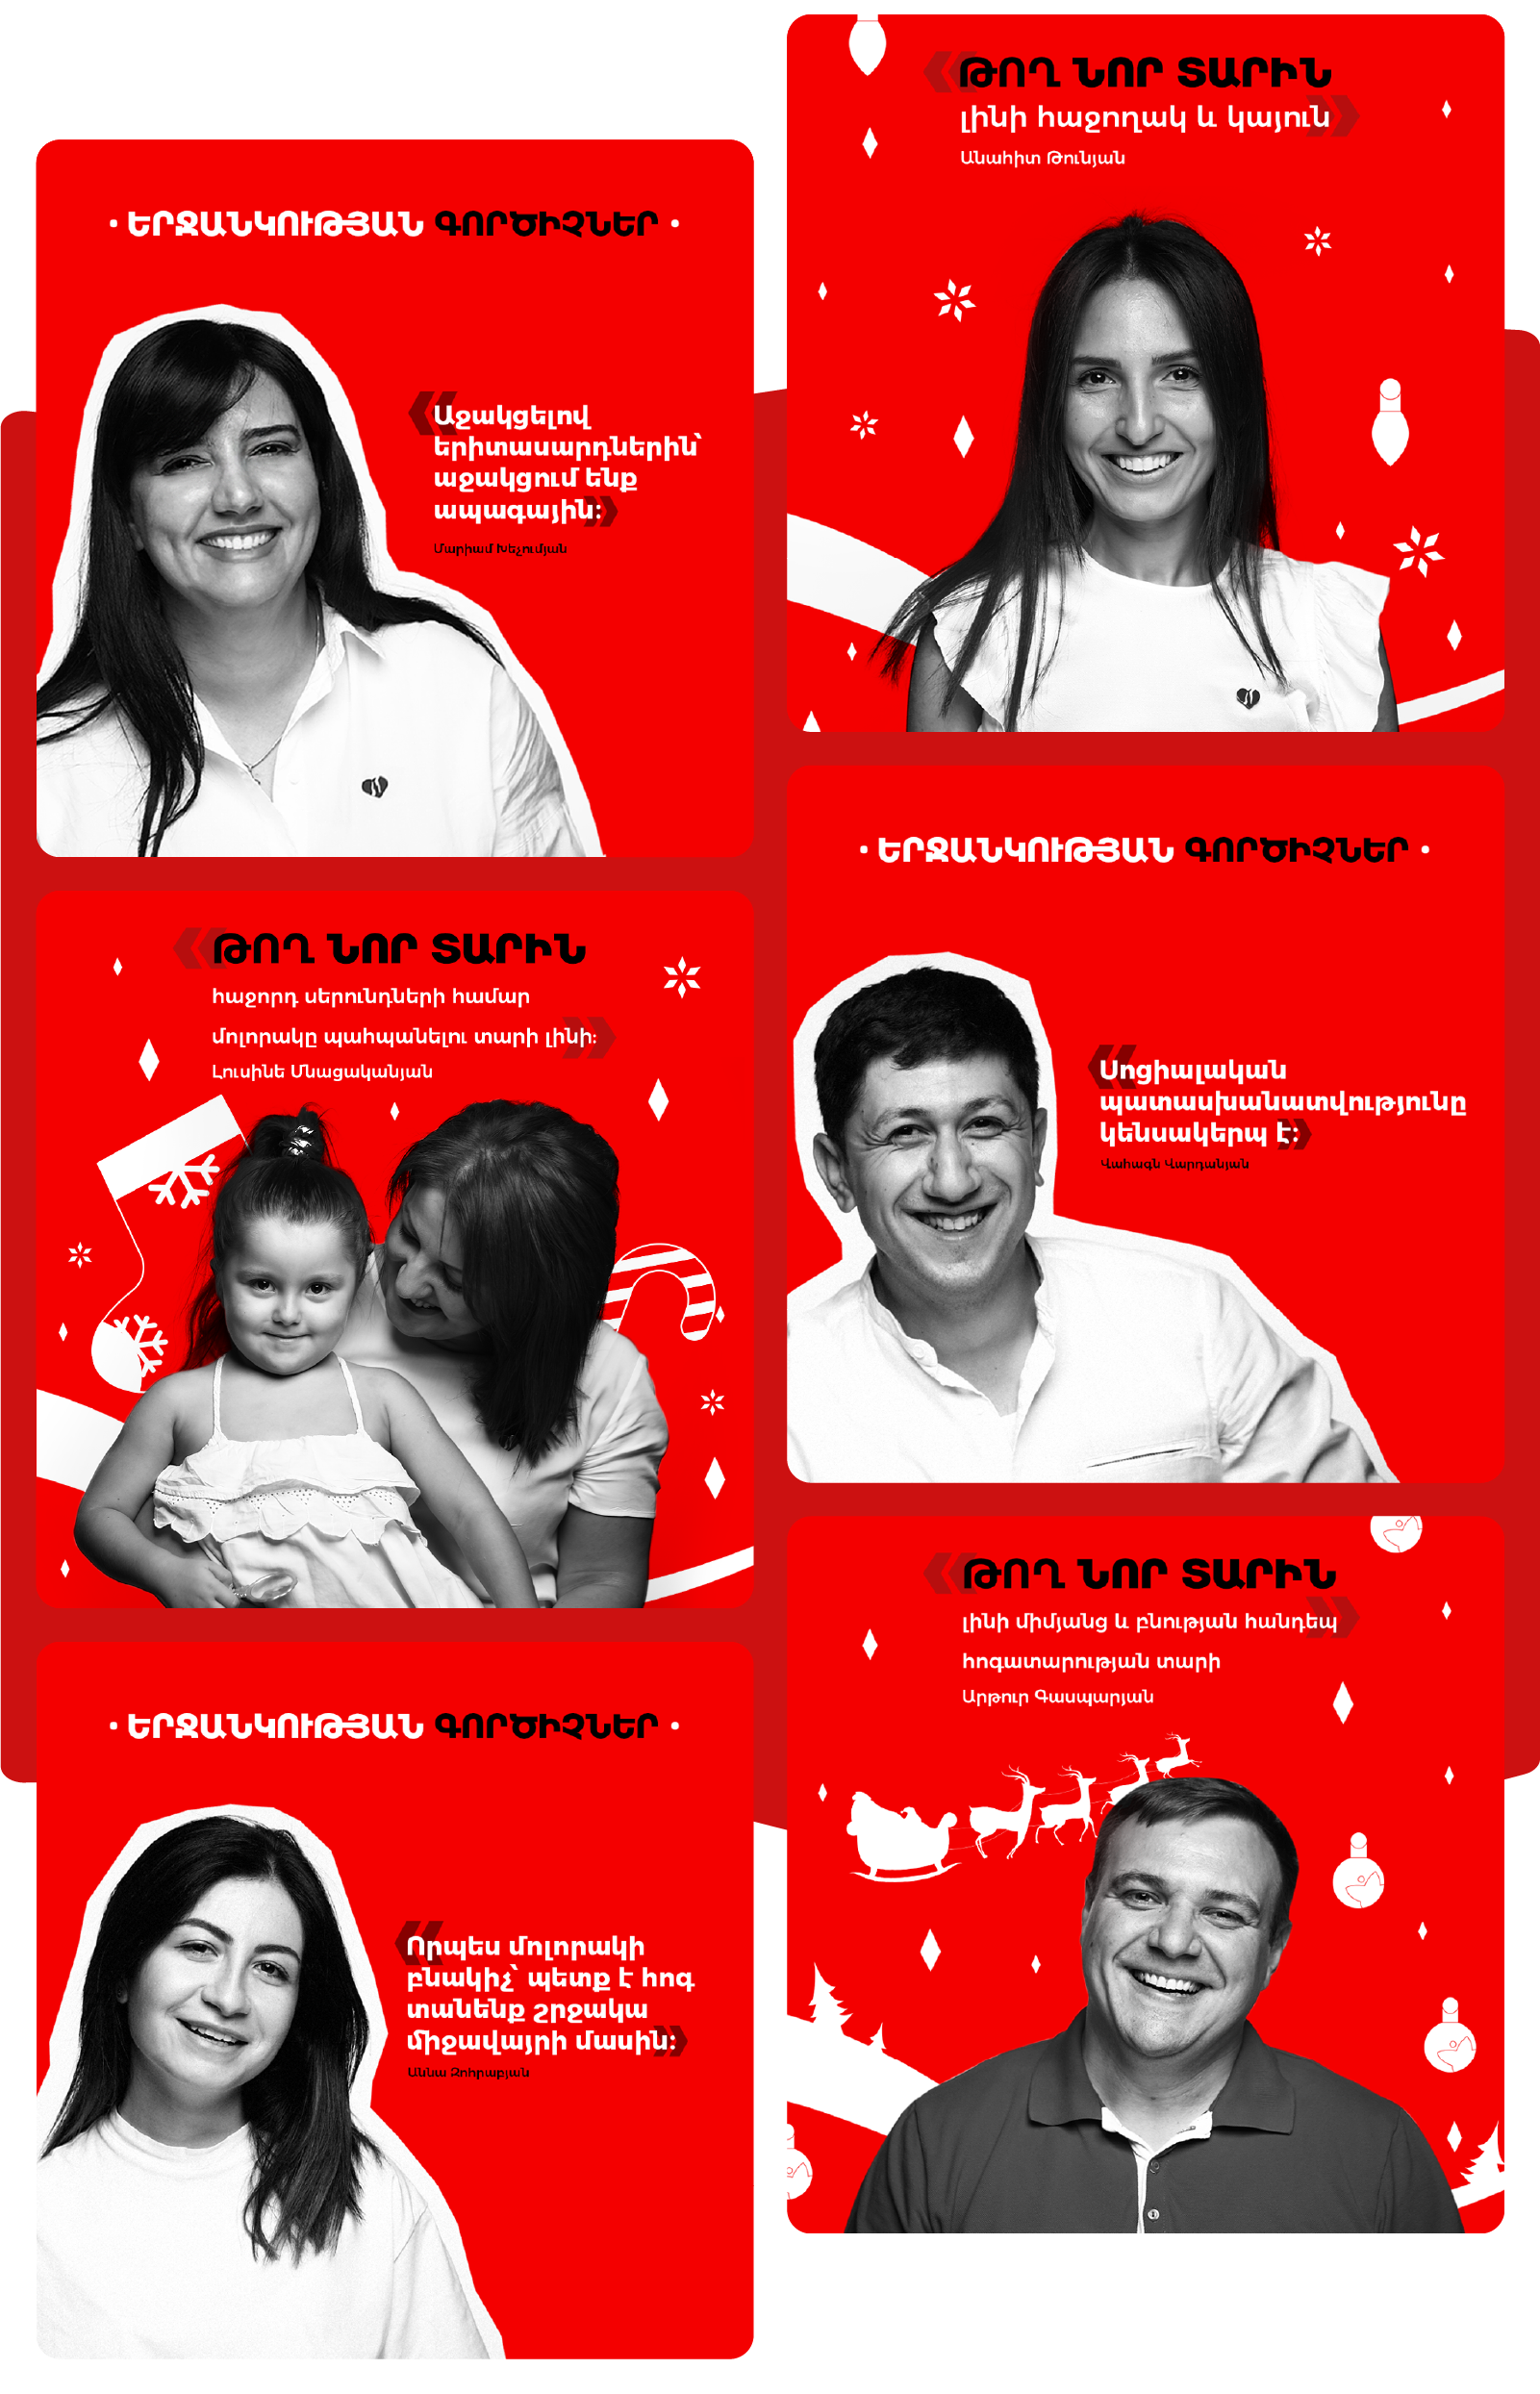 • ԵՐՋԱՆԿՈՒԹՅԱՆ ԳՈՐԾԻՉՆԵՐ •
«Աջակցելով
երիտասարդներին՝
աջակցում ենք
ապագային։»
Մարիամ Խեչումյան
«ԹՈՂ ՆՈՐ ՏԱՐԻՆ
հաջորդ սերունդների համար
մոլորակը պահպանելու տարի լինի։»
Լուսինե Մնացականյան
• ԵՐՋԱՆԿՈՒԹՅԱՆ ԳՈՐԾԻՉՆԵՐ •
«Որպես մոլորակի
բնակիչ՝ պետք է հոգ
տանենք շրջակա
միջավայրի մասին։»
Աննա Զոհրաբյան
«ԹՈՂ ՆՈՐ ՏԱՐԻՆ
լինի հաջողակ և կայուն»
Անահիտ Թունյան
• ԵՐՋԱՆԿՈՒԹՅԱՆ ԳՈՐԾԻՉՆԵՐ •
«Սոցիալական
պատասխանատվությունը
կենսակերպ է։»
Վահագն Վարդանյան
«ԹՈՂ ՆՈՐ ՏԱՐԻՆ
լինի միմյանց և բնության հանդեպ»
հոգատարության տարի
Արթուր Գասպարյան